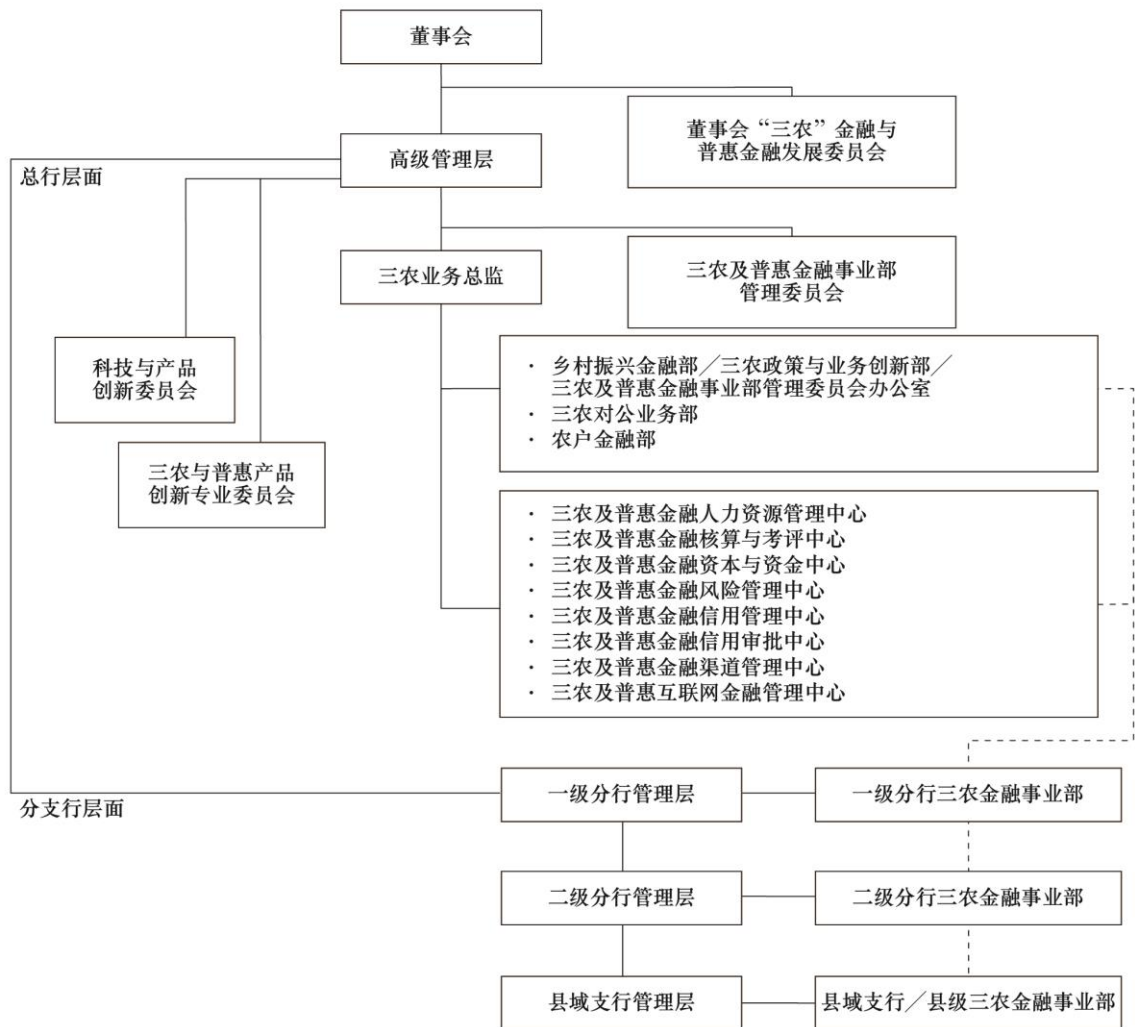 董事会
董事会“三农”金融与
普惠金融发展委员会
高级管理层
总行层面
三农业务总监
三农及普惠金融事业部
管理委员会
科技与产品
创新委员会
· 乡村振兴金融部／三农政策与业务创新部／
三农及普惠金融事业部管理委员会办公室
· 三农对公业务部
· 农户金融部
三农与普惠产品
创新专业委员会
· 三农及普惠金融人力资源管理中心
· 三农及普惠金融核算与考评中心
· 三农及普惠金融资本与资金中心
· 三农及普惠金融风险管理中心
· 三农及普惠金融信用管理中心
· 三农及普惠金融信用审批中心
· 三农及普惠金融渠道管理中心
· 三农及普惠互联网金融管理中心
分支行层面
一级分行管理层
一级分行三农金融事业部
二级分行管理层
二级分行三农金融事业部
县域支行管理层
县域支行／县级三农金融事业部